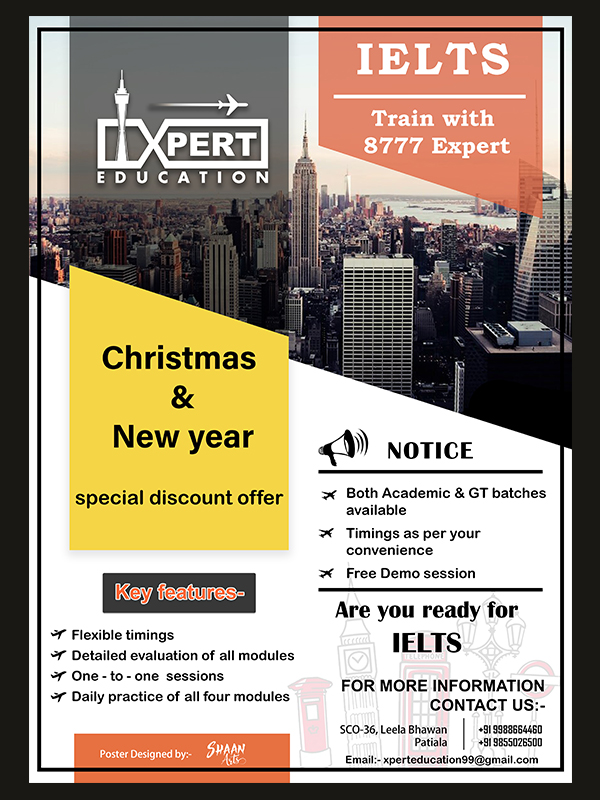 XPERT
EDUCATION
IELTS
Train with
8777 Expert
Christmas
&
New year
special discount offer
Key features-
Flexible timings
Detailed evaluation of all modules
One - to - one sessions
Daily practice of all four modules
Poster Designed by:- SHAAN
Arts
NOTICE
Both Academic & GT batches
available
Timings as per your
convenience
Free Demo session
Are you ready for
IELTS
FOR MORE INFORMATION
CONTACT US:-
SCO-36, Leela Bhawan
Patiala
+91 9988664460
+91 9855026500
Email:- xperteducation99@gmail.com